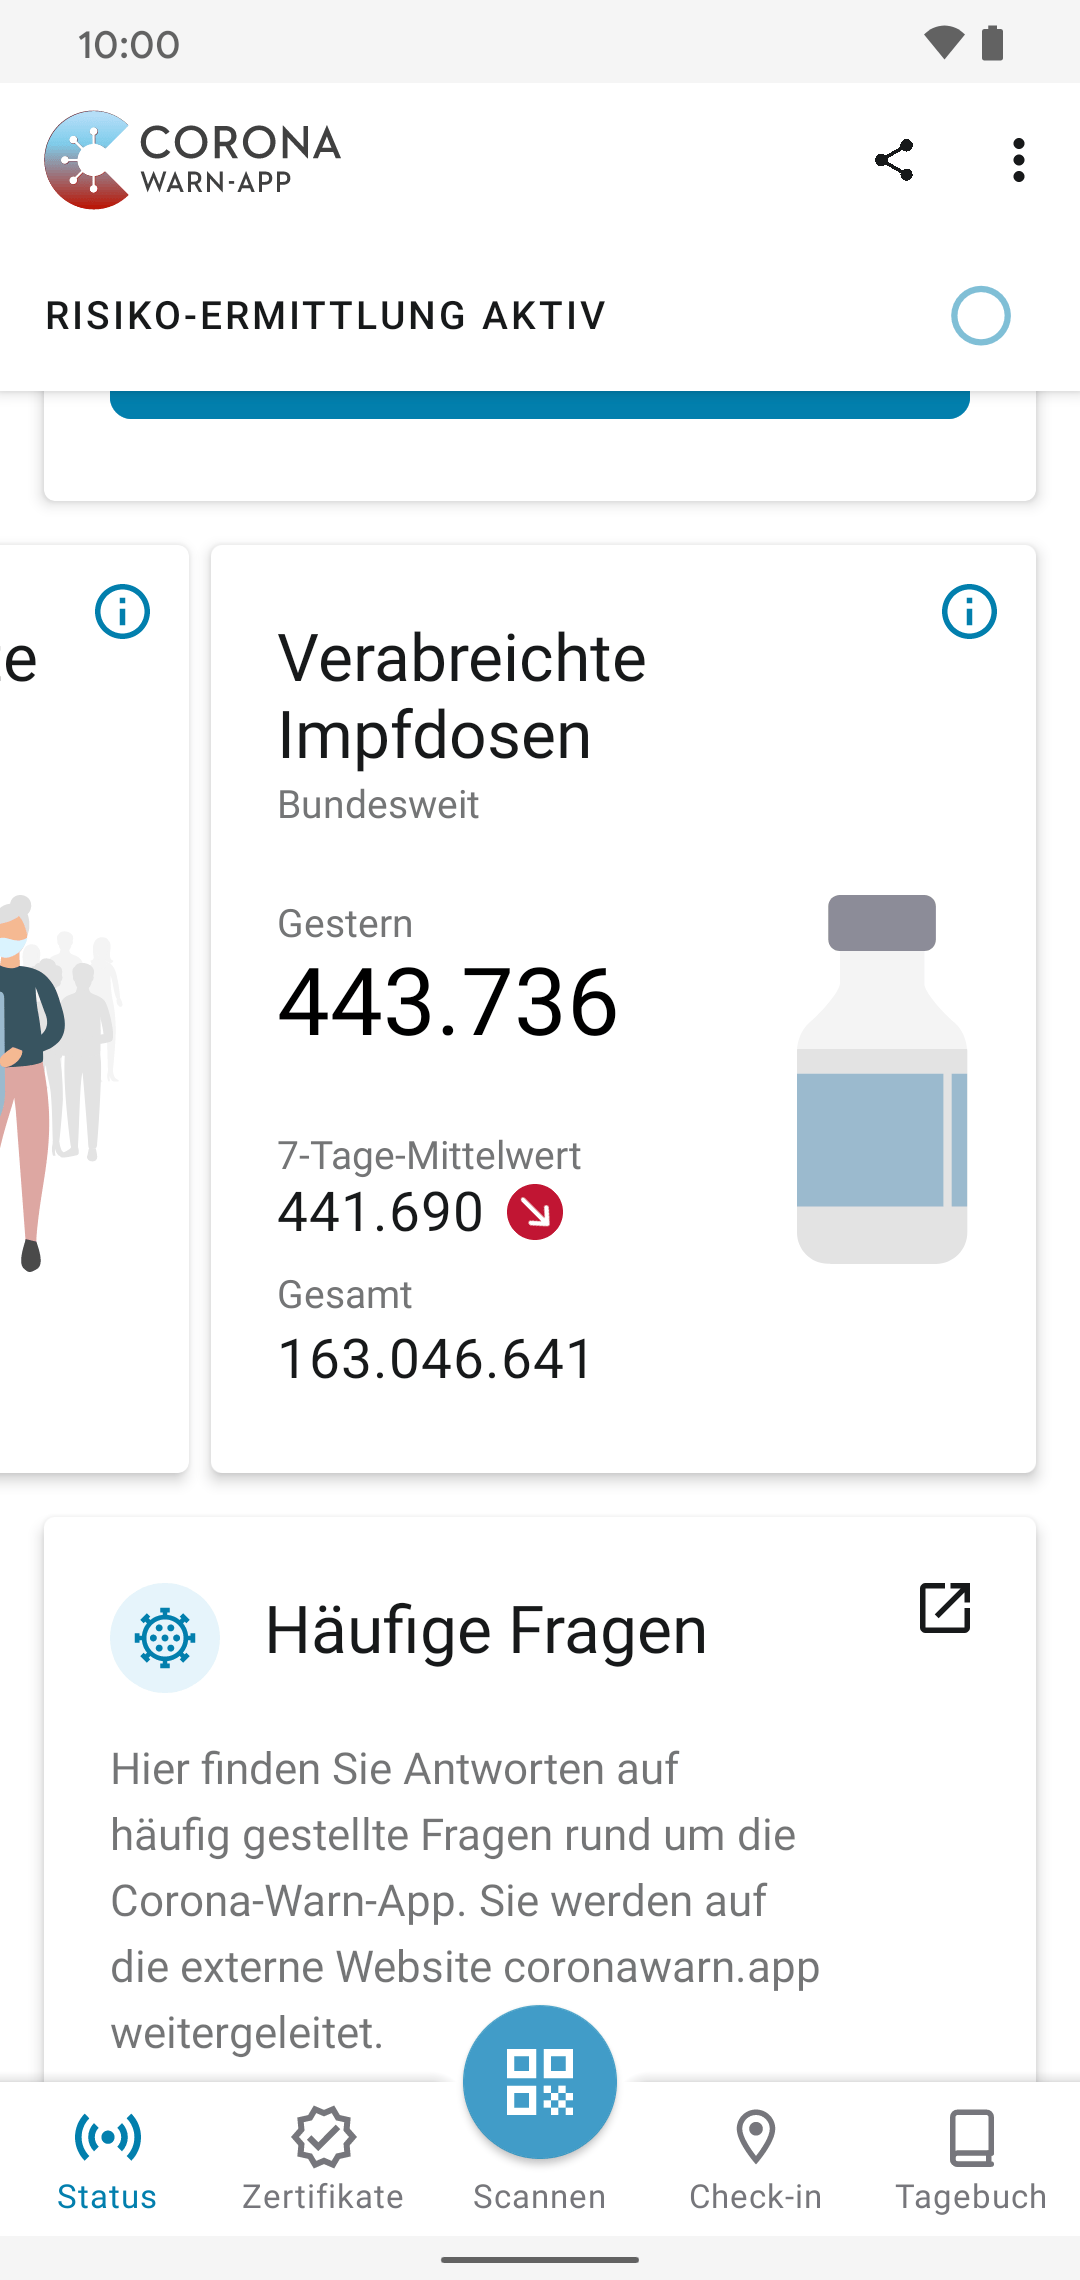 10:00
CORONA
WARN-APP
RISIKO-ERMITTLUNG AKTIV
Verabreichte
Impfdosen
Bundesweit
Gestern
443.736
7-Tage-Mittelwert
441.690
Gesamt
163.046.641
Häufige Fragen
Hier finden Sie Antworten auf
häufig gestellte Fragen rund um die
Corona-Warn-App. Sie werden auf
die externe Website coronawarn.app
weitergeleitet.
Status
Zertifikate
Scannen
Check-in
Tagebuch